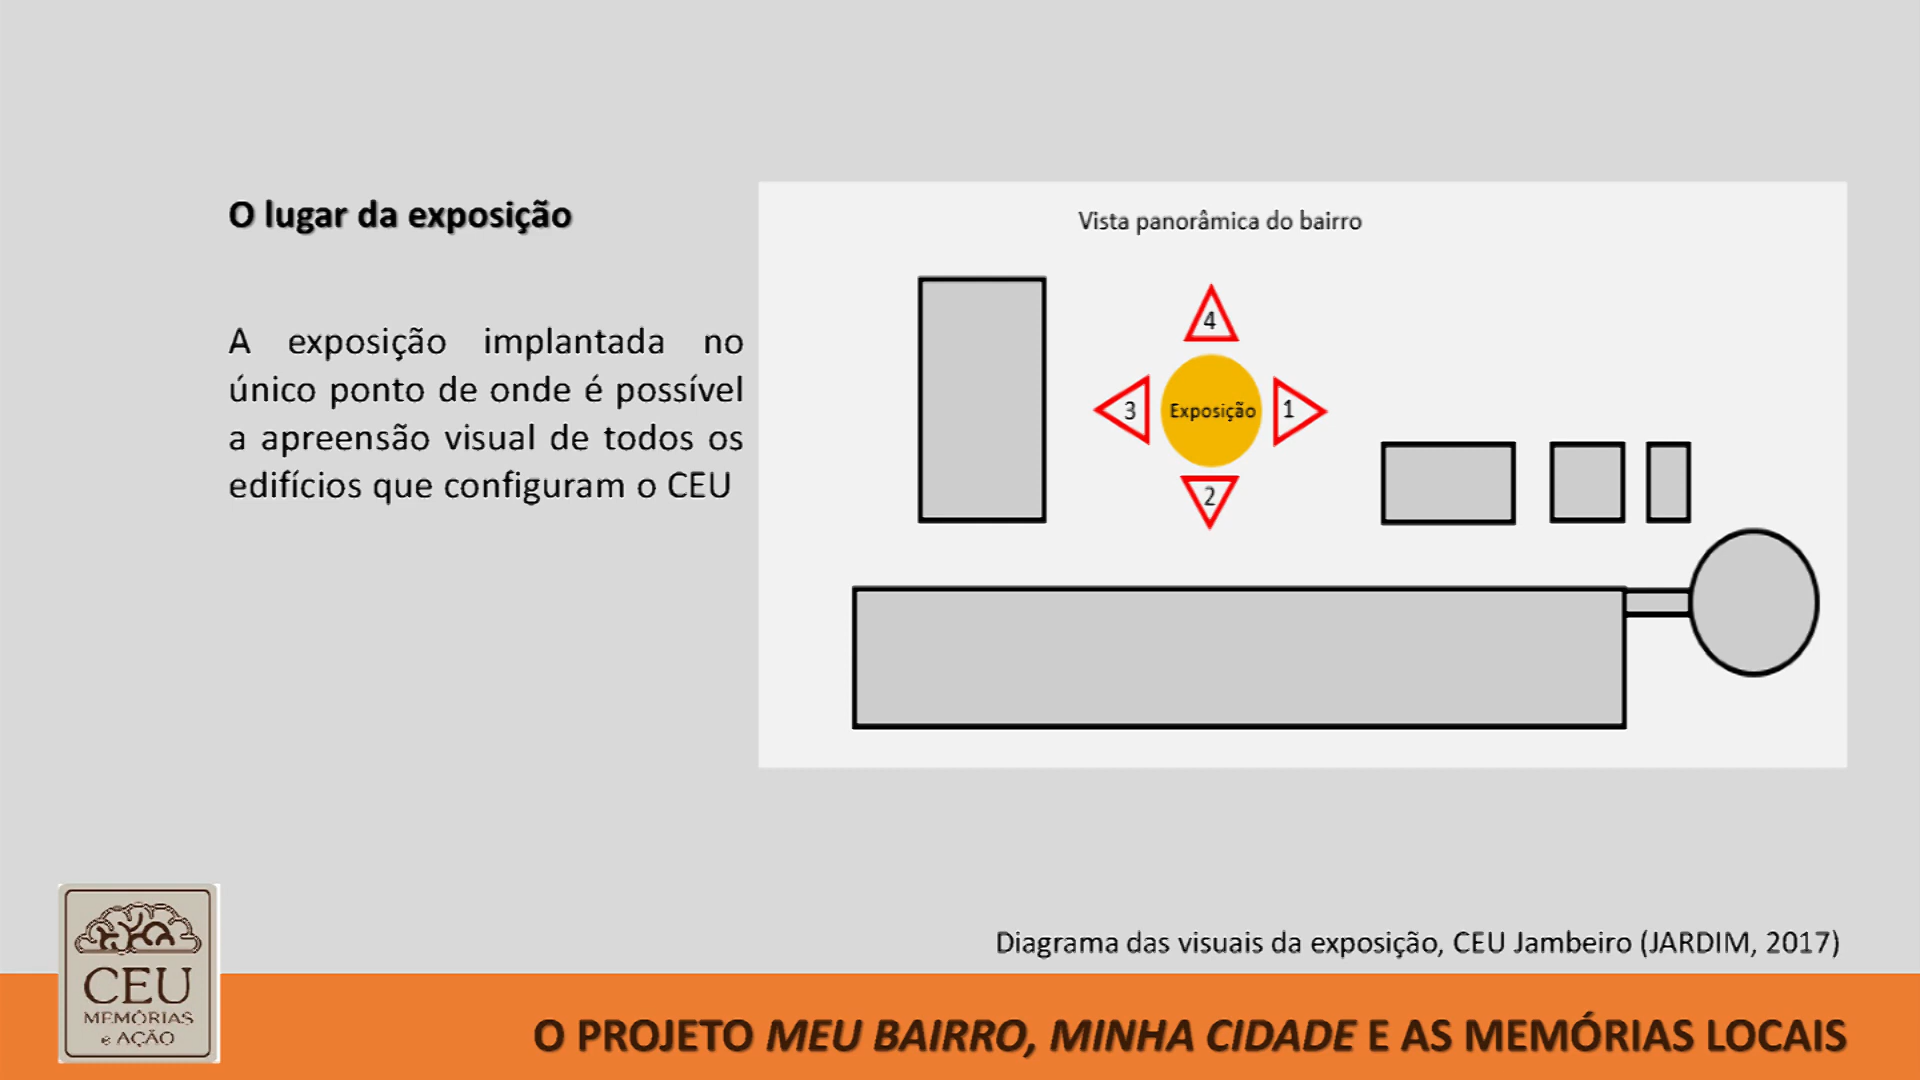 O lugar da exposição
A exposição implantada no
único ponto de onde é possível
a apreensão visual de todos os
edifícios que configuram o CEU
Vista panorâmica do bairro
4
3
Exposição
1
2
Diagrama das visuais da exposição, CEU Jambeiro (JARDIM, 2017)
CEU
MEMÓRIAS
e AÇÃO
O PROJETO MEU BAIRRO, MINHA CIDADE E AS MEMÓRIAS LOCAIS